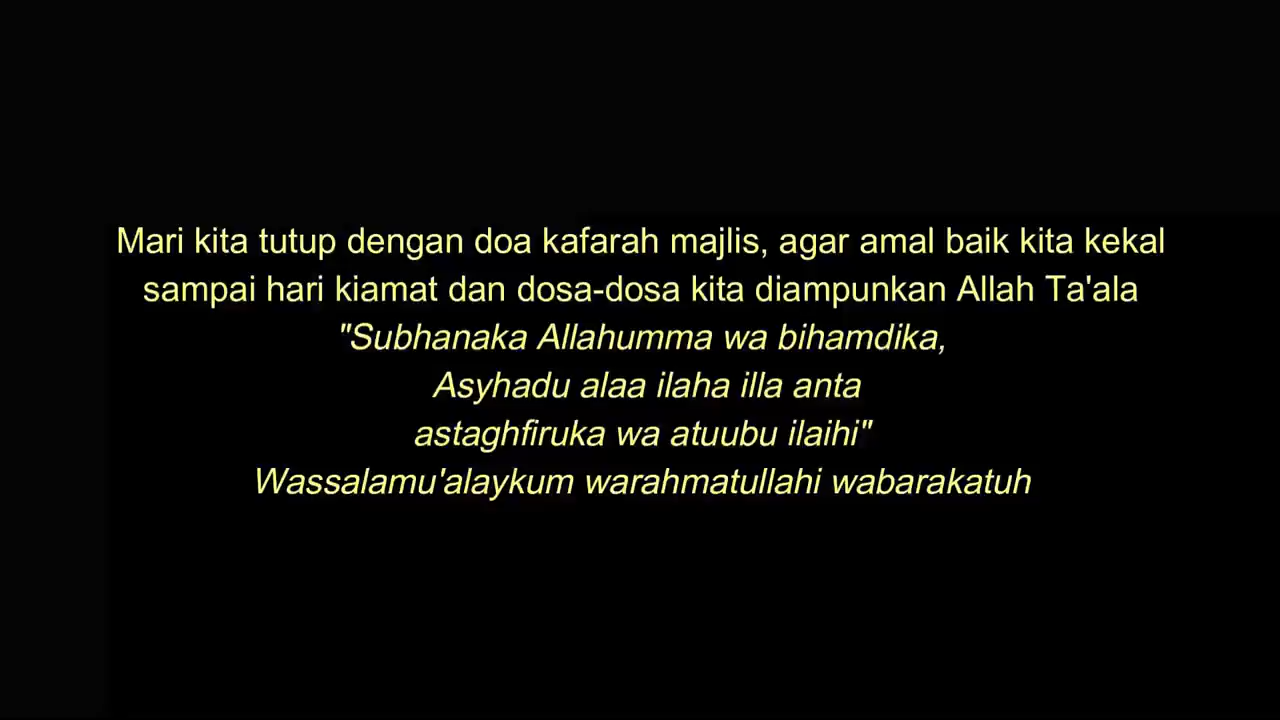 Mari kita tutup dengan doa kafarah majlis, agar amal baik kita kekal
sampai hari kiamat dan dosa-dosa kita diampunkan Allah Ta'ala
"Subhanaka Allahumma wa bihamdika,
Asyhadu alaa ilaha illa anta
astaghfiruka wa atuubu ilaihi"
Wassalamu'alaykum warahmatullahi wabarakatuh